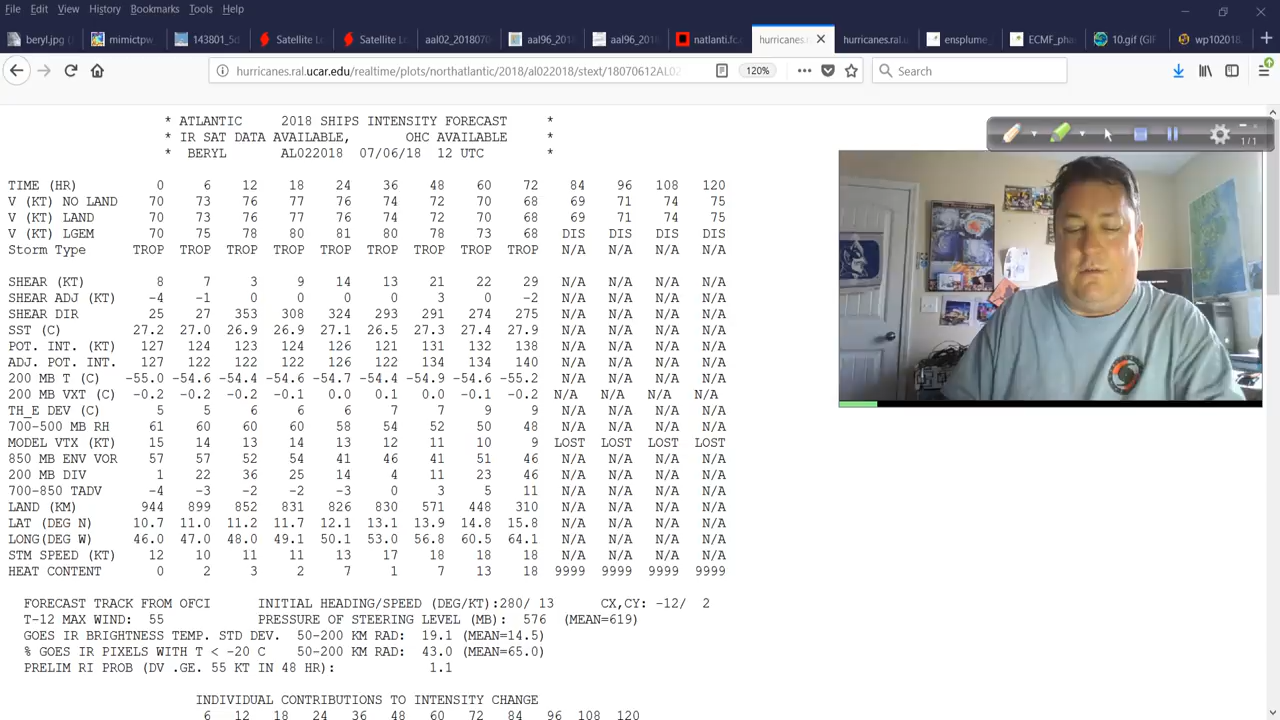 File Edit View History Bookmarks Tools Help
beryl.jpg mimictpw 143801_5d Satellite Lo Satellite Lo aal02_201807 aal96_201 aal96_201 natlanti.fc hurricanes. hurricanes.ral.u ensplume_ ECMF_pha 10.gif (GIF wp102018.
hurricanes.ral.ucar.edu/realtime/plots/northatlantic/2018/al022018/stext/18070612AL02 120% Search
1/1
* ATLANTIC 2018 SHIPS INTENSITY FORECAST *
* IR SAT DATA AVAILABLE, OHC AVAILABLE *
* BERYL AL022018 07/06/18 12 UTC *
TIME (HR) 0 6 12 18 24 36 48 60 72 84 96 108 120
V (KT) NO LAND 70 73 76 77 76 74 72 70 68 69 71 74 75
V (KT) LAND 70 73 76 77 76 74 72 70 68 69 71 74 75
V (KT) LGEM 70 75 78 80 81 80 78 73 68 DIS DIS DIS DIS
Storm Type TROP TROP TROP TROP TROP TROP TROP TROP TROP N/A N/A N/A N/A
SHEAR (KT) 8 7 3 9 14 13 21 22 29 N/A N/A N/A N/A
SHEAR ADJ (KT) -4 -1 0 0 0 0 3 0 -2 N/A N/A N/A N/A
SHEAR DIR 25 27 355 308 324 293 291 274 275 N/A N/A N/A N/A
SST (C) 27.2 27.0 26.9 26.9 27.1 26.5 27.3 27.4 27.9 N/A N/A N/A N/A
POT. INT. (KT) 127 124 123 124 126 121 131 132 138 N/A N/A N/A N/A
ADJ. POT. INT. 127 122 122 122 126 122 134 134 140 N/A N/A N/A N/A
200 MB T (C) -55.0 -54.6 -54.4 -54.6 -54.7 -54.4 -54.9 -54.6 -55.2 N/A N/A N/A N/A
200 MB VXT (C) -0.2 -0.2 -0.2 -0.1 0.0 0.1 0.0 -0.1 -0.2 N/A N/A N/A N/A
TH_E DEV (C) 5 5 6 6 6 7 7 9 9 N/A N/A N/A N/A
700-500 MB RH 61 60 60 60 58 54 52 50 48 N/A N/A N/A N/A
MODEL VTX (KT) 15 14 13 14 13 12 11 10 9 LOST LOST LOST LOST
850 MB ENV VOR 57 57 52 54 41 46 41 51 46 N/A N/A N/A N/A
200 MB DIV 1 22 36 25 14 4 11 23 46 N/A N/A N/A N/A
700-850 TADV -4 -3 -2 -2 -3 0 3 5 11 N/A N/A N/A N/A
LAND (KM) 944 899 852 831 826 830 571 448 310 N/A N/A N/A N/A
LAT (DEG N) 10.7 11.0 11.2 11.7 12.1 13.1 13.9 14.8 15.8 N/A N/A N/A N/A
LONG(DEG W) 46.0 47.0 48.0 49.1 50.1 53.0 56.8 60.5 64.1 N/A N/A N/A N/A
STM SPEED (KT) 12 10 11 11 13 17 18 18 18 N/A N/A N/A N/A
HEAT CONTENT 0 2 3 2 7 1 7 13 18 9999 9999 9999 9999
FORECAST TRACK FROM OFCI INITIAL HEADING/SPEED (DEG/KT):280/ 13 CX,CY: -12/ 2
T-12 MAX WIND: 55 PRESSURE OF STEERING LEVEL (MB): 576 (MEAN=619)
GOES IR BRIGHTNESS TEMP. STD DEV. 50-200 KM RAD: 19.1 (MEAN=14.5)
% GOES IR PIXELS WITH T < -20 C 50-200 KM RAD: 43.0 (MEAN=65.0)
PRELIM RI PROB (DV .GE. 55 KT IN 48 HR): 1.1
INDIVIDUAL CONTRIBUTIONS TO INTENSITY CHANGE
6 12 18 24 36 48 60 72 84 96 108 120